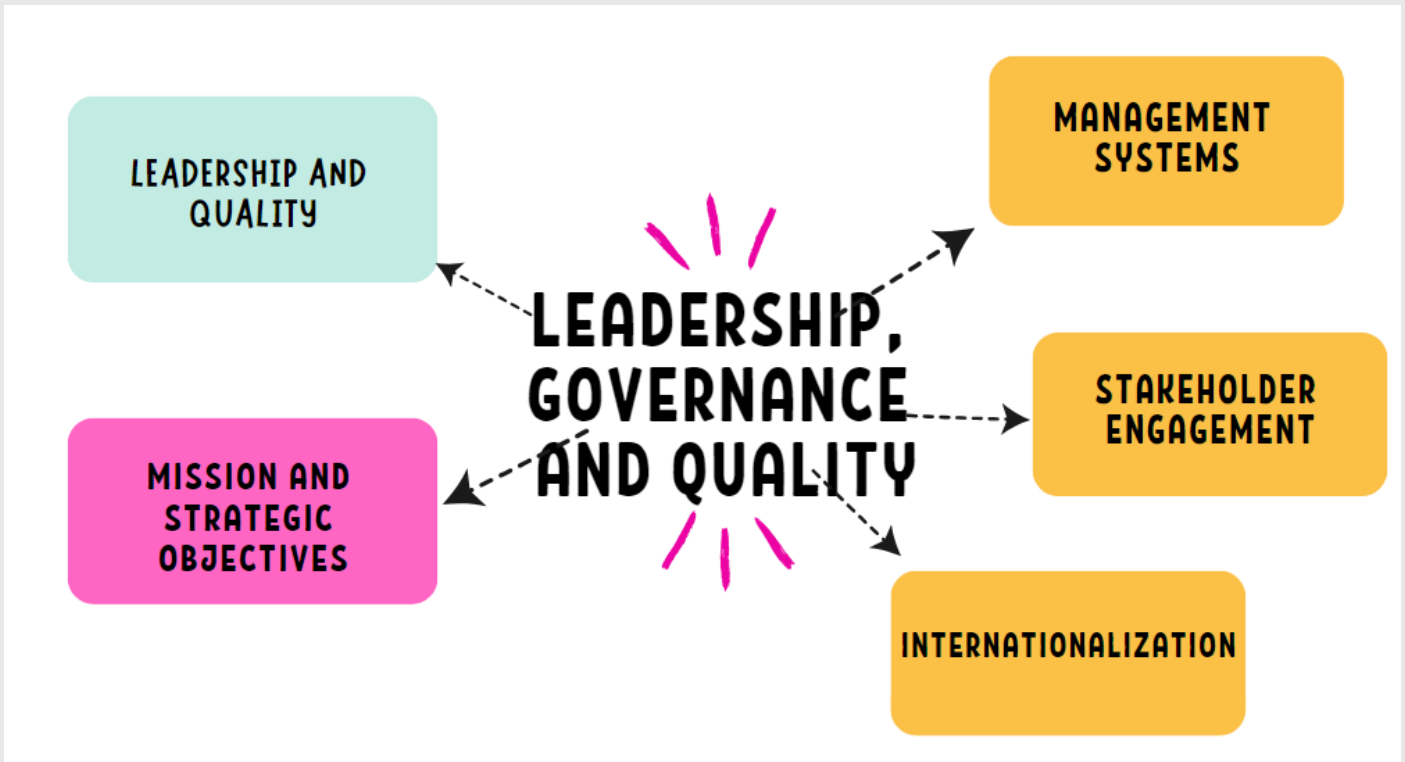 LEADERSHIP AND
QUALITY
MISSION AND
STRATEGIC
OBJECTIVES
LEADERSHIP,
GOVERNANCE
AND QUALITY
MANAGEMENT
SYSTEMS
STAKEHOLDER
ENGAGEMENT
INTERNATIONALIZATION